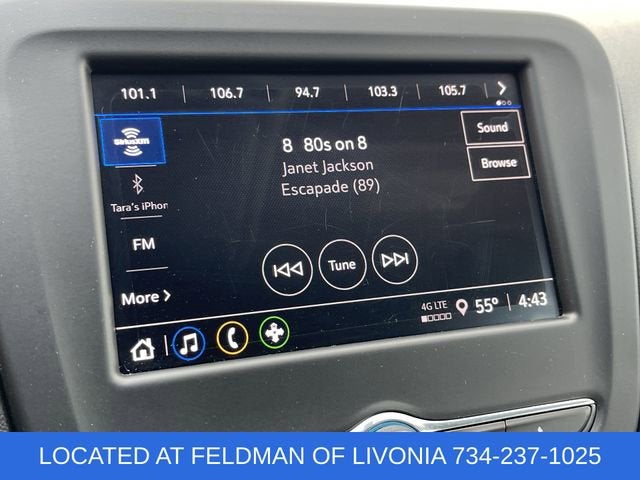 101.1 106.7 94.7 103.3 105.7
SiriusXM
8 80s on 8
Sound
Janet Jackson
Browse
Escapade (89)
Tara's iPhon
FM
Tune
More
4G LTE 55° 4:43
LOCATED AT FELDMAN OF LIVONIA 734-237-1025